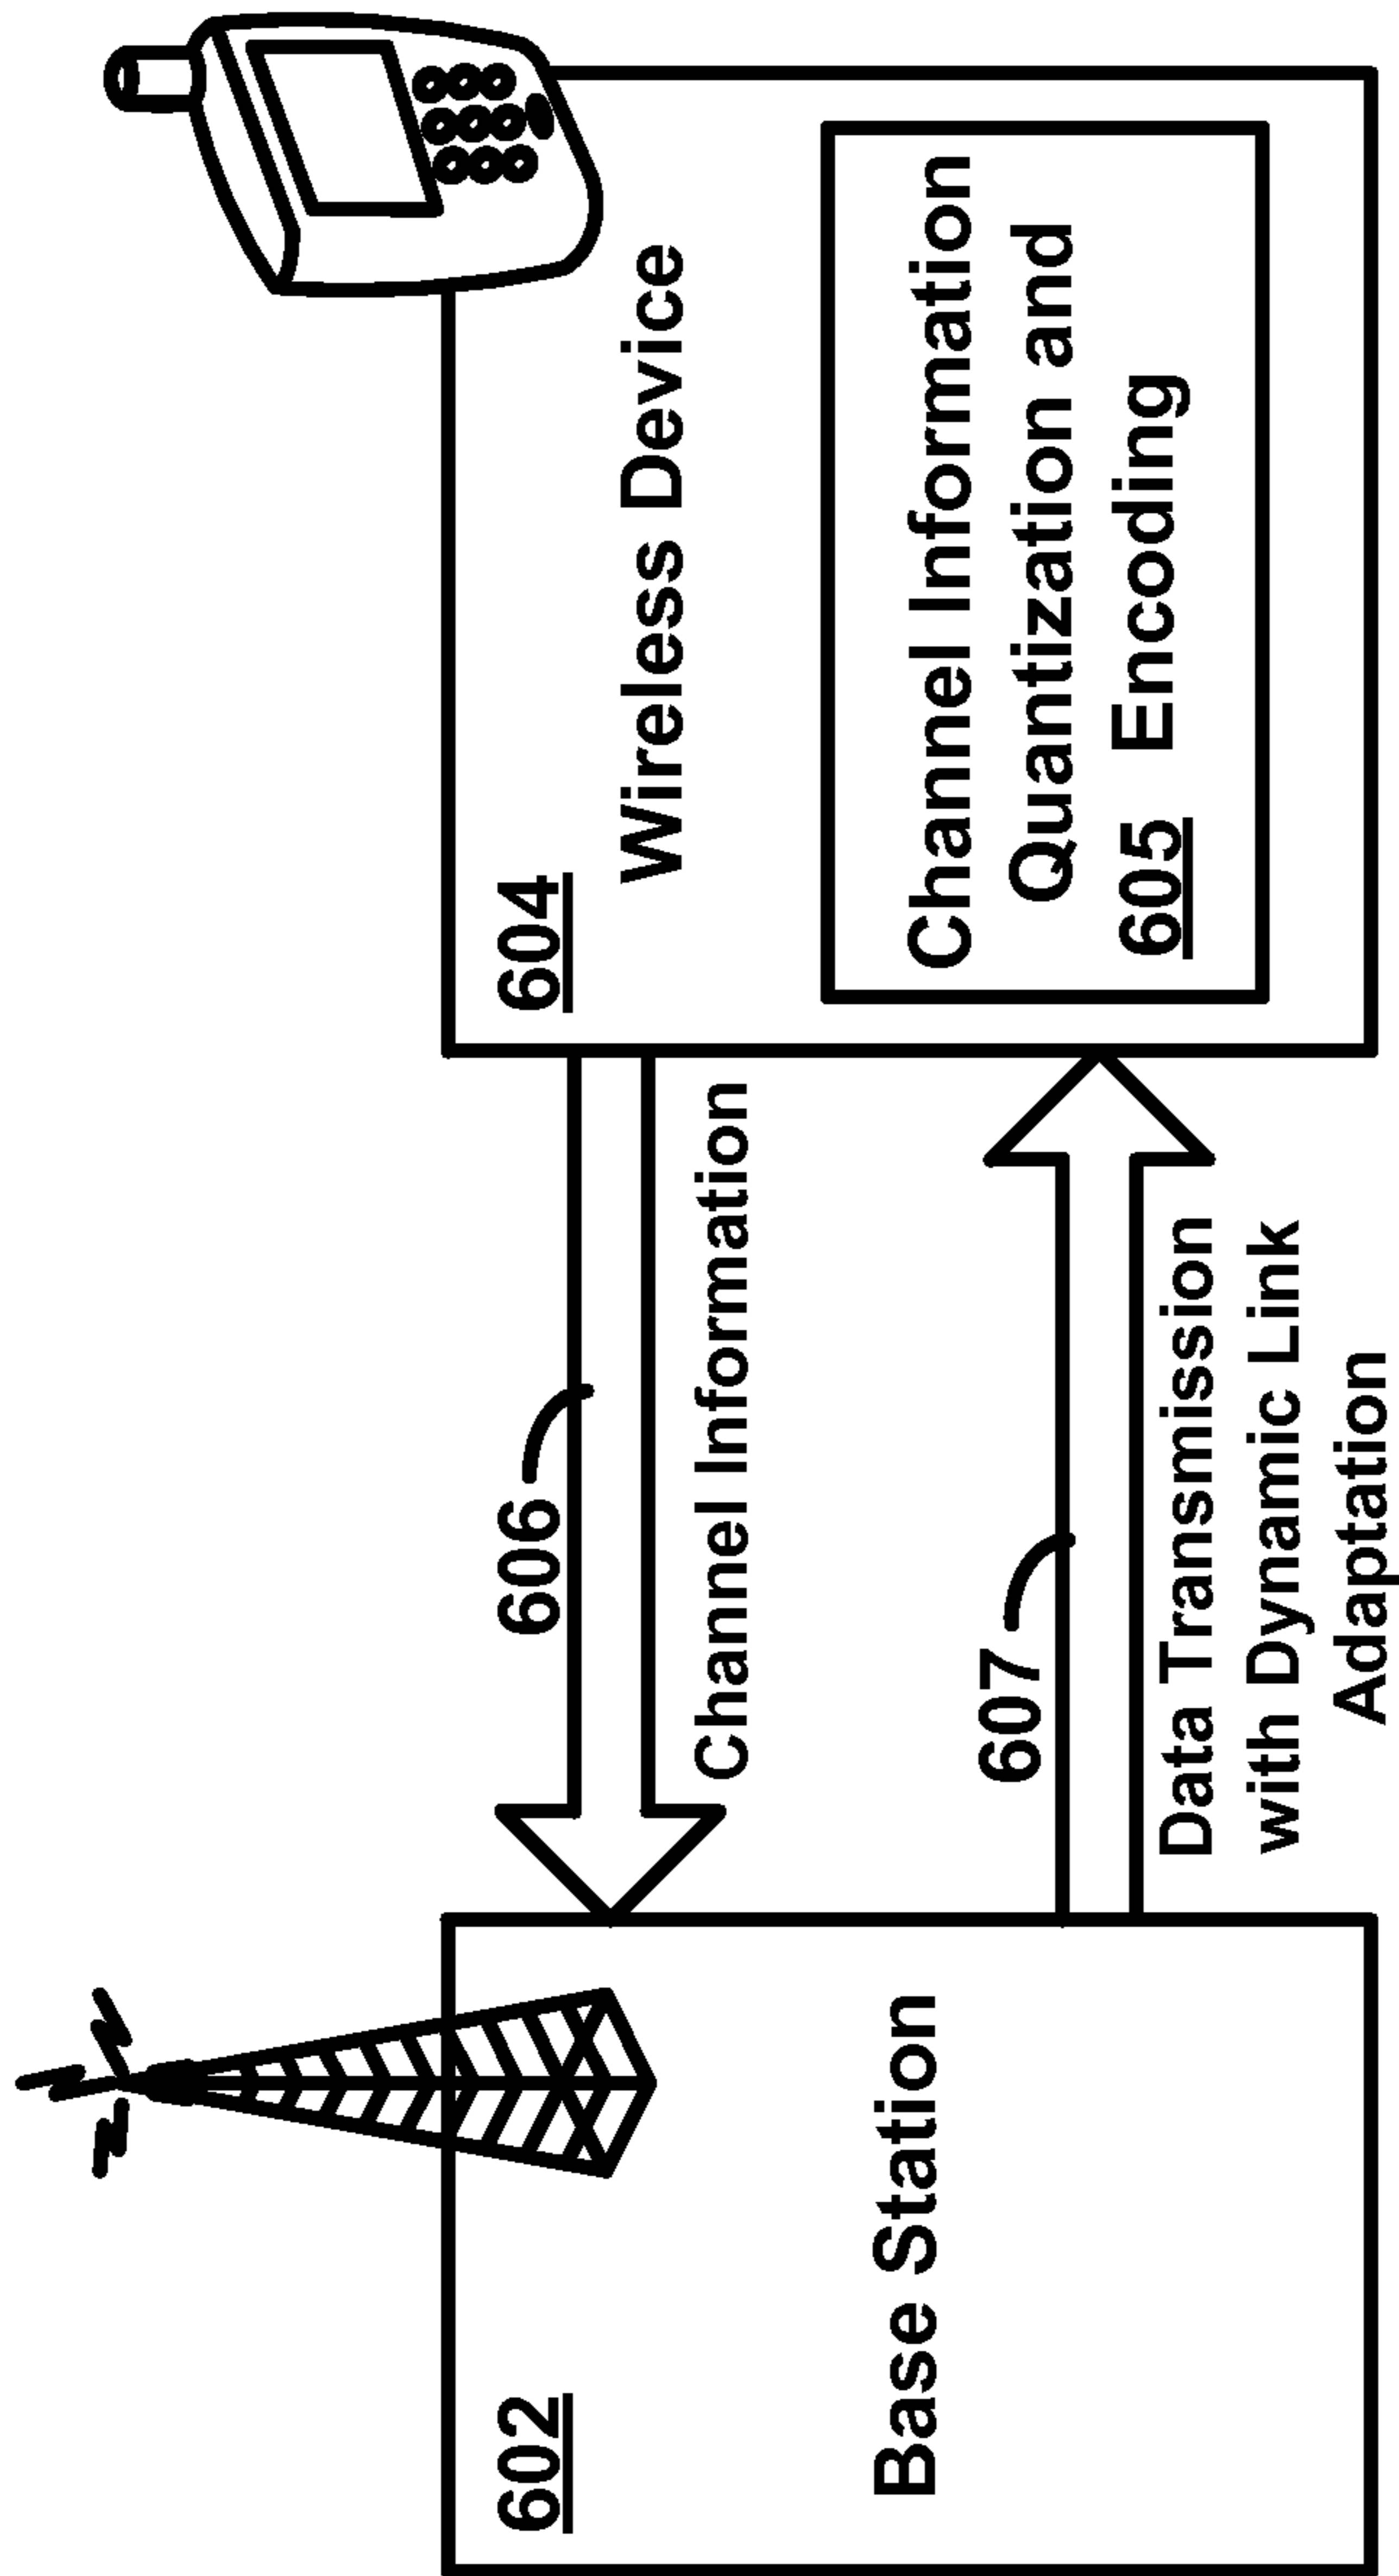 602
Base Station
606
Channel Information
607
Data Transmission
with Dynamic Link
Adaptation
604
Wireless Device
Channel Information
Quantization and
605 Encoding